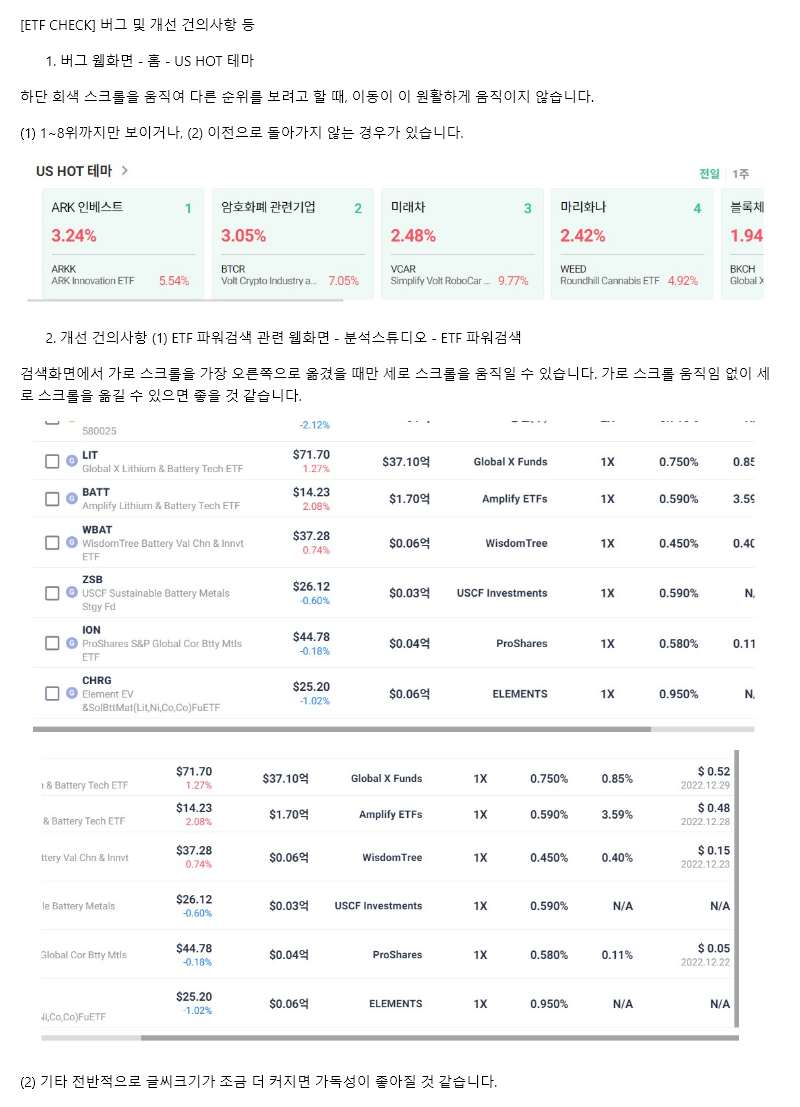 [ETF CHECK] 버그 및 개선 건의사항 등
1. 버그 웹화면 - 홈 - US HOT 테마
하단 회색 스크롤을 움직여 다른 순위를 보려고 할 때, 이동이 이 원활하게 움직이지 않습니다.
(1) 1~8위까지만 보이거나, (2) 이전으로 돌아가지 않는 경우가 있습니다.
US HOT 테마 >
전일 1주
ARK 인베스트 1 암호화폐 관련기업 2 미래차 3 마리화나 4 블록체
3.24% 3.05% 2.48% 2.42% 1.94
ARKK BTCR VCAR WEED BKCH
ARK Innovation ETF 5.54% Volt Crypto Industry a... 7.05% Simplify Volt RoboCar ... 9.77% Roundhill Cannabis ETF 4.92% Global X
2. 개선 건의사항 (1) ETF 파워검색 관련 웹화면 - 분석스튜디오 - ETF 파워검색
검색화면에서 가로 스크롤을 가장 오른쪽으로 옮겼을 때만 세로 스크롤을 움직일 수 있습니다. 가로 스크롤 움직임 없이 세
로 스크롤을 옮길 수 있으면 좋을 것 같습니다.
580025 -2.12%
LIT $71.70
Global X Lithium & Battery Tech ETF 1.27% $37.10억 Global X Funds 1X 0.750% 0.85
BATT $14.23
Amplify Lithium & Battery Tech ETF 2.08% $1.70억 Amplify ETFs 1X 0.590% 3.59
WBAT $37.28
WisdomTree Battery Val Chn & Innvt 0.74% $0.06억 WisdomTree 1X 0.450% 0.40
ETF
ZSB $26.12
USCF Sustainable Battery Metals -0.60% $0.03억 USCF Investments 1X 0.590% N
Stgy Fd
ION $44.78
ProShares S&P Global Cor Btty Mtls -0.18% $0.04억 ProShares 1X 0.580% 0.11
ETF
CHRG $25.20
Element EV -1.02% $0.06억 ELEMENTS 1X 0.950% N
&SolBttMat(Lit,Ni,Co,Co)FuETF
$71.70 $37.10억 Global X Funds 1X 0.750% 0.85% $ 0.52
& Battery Tech ETF 1.27% 2022.12.29
$14.23 $1.70억 Amplify ETFs 1X 0.590% 3.59% $ 0.48
& Battery Tech ETF 2.08% 2022.12.28
$37.28 $0.06억 WisdomTree 1X 0.450% 0.40% $ 0.15
ttery Val Chn & Innvt 0.74% 2022.12.23
$26.12 $0.03억 USCF Investments 1X 0.590% N/A N/A
le Battery Metals -0.60%
$44.78 $0.04억 ProShares 1X 0.580% 0.11% $ 0.05
Global Cor Btty Mtls -0.18% 2022.12.22
$25.20 $0.06억 ELEMENTS 1X 0.950% N/A N/A
-1.02%
Ni,Co,Co)FuETF
(2) 기타 전반적으로 글씨크기가 조금 더 커지면 가독성이 좋아질 것 같습니다.